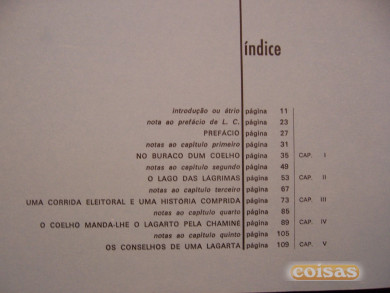 índice
introdução ou átrio página 11
nota ao prefácio de L. C. página 23
PREFACIO página 27
notas ao capítulo primeiro página 31
NO BURACO DUM COELHO página 35 CAP. I
notas ao capítulo segundo página 49
O LAGO DAS LÁGRIMAS página 53 CAP. II
notas ao capítulo terceiro página 67
UMA CORRIDA ELEITORAL E UMA HISTORIA COMPRIDA página 73 CAP. III
notas ao capítulo quarto página 85
O COELHO MANDA-LHE O LAGARTO PELA CHAMINÉ página 89 CAP. IV
notas ao capítulo quinto página 105
OS CONSELHOS DE UMA LAGARTA página 109 CAP. V
coisas